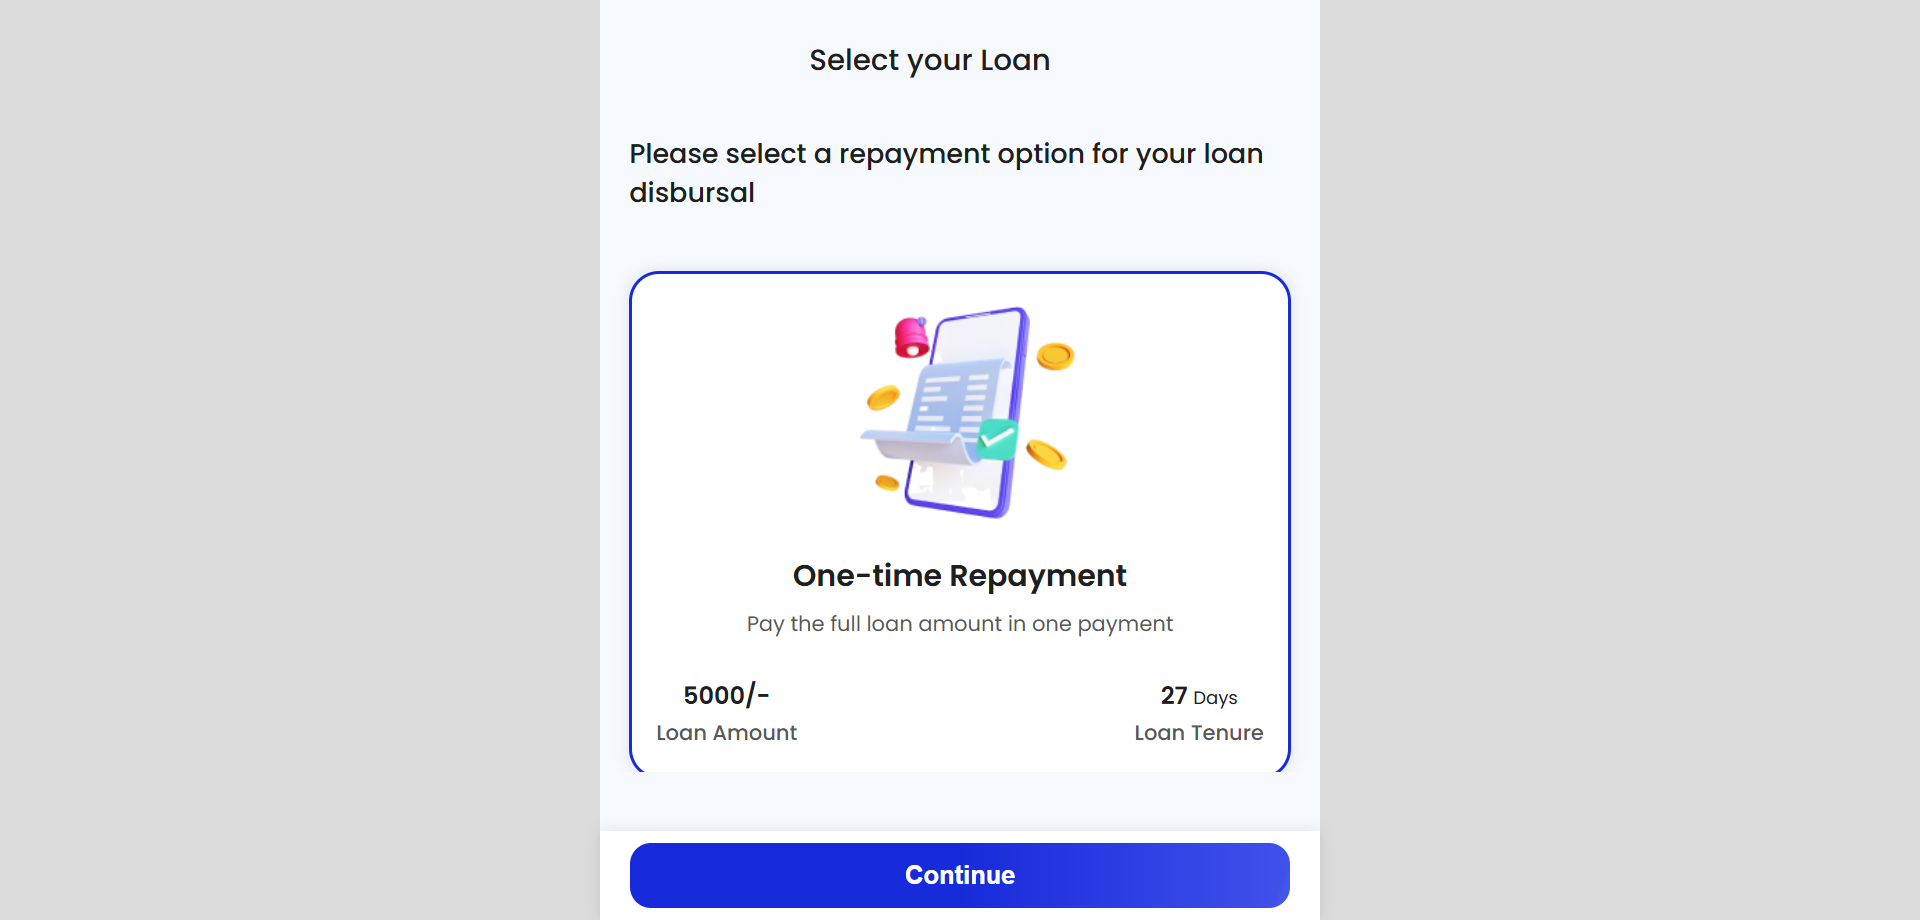 Select your Loan
Please select a repayment option for your loan
disbursal
One-time Repayment
Pay the full loan amount in one payment
5000/-
27 Days
Loan Amount
Loan Tenure
Continue